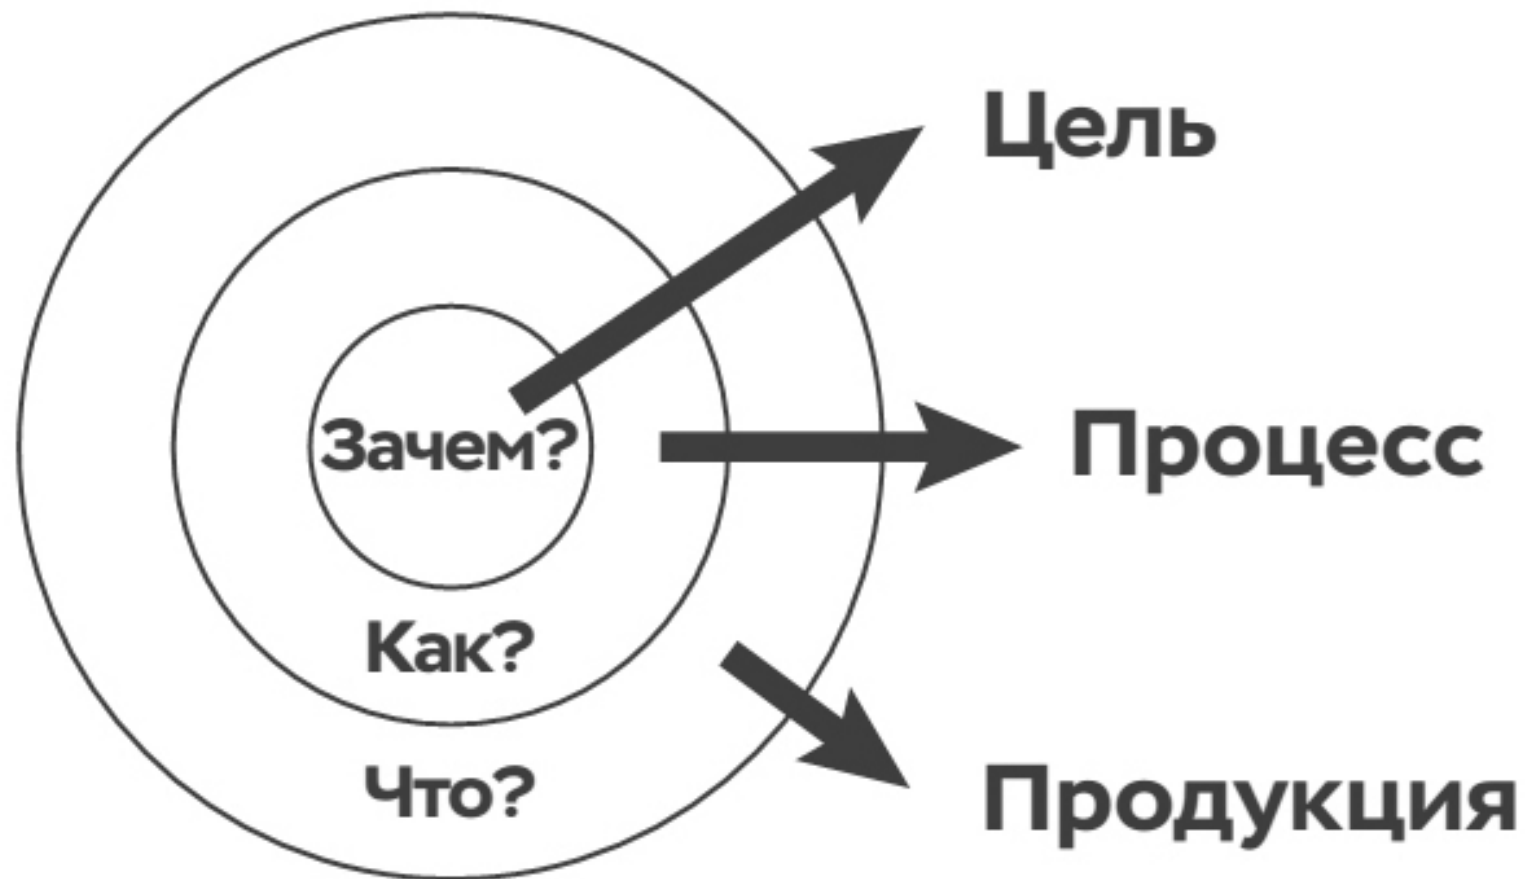 Цель
Зачем?
Процесс
Как?
Что?
Продукция